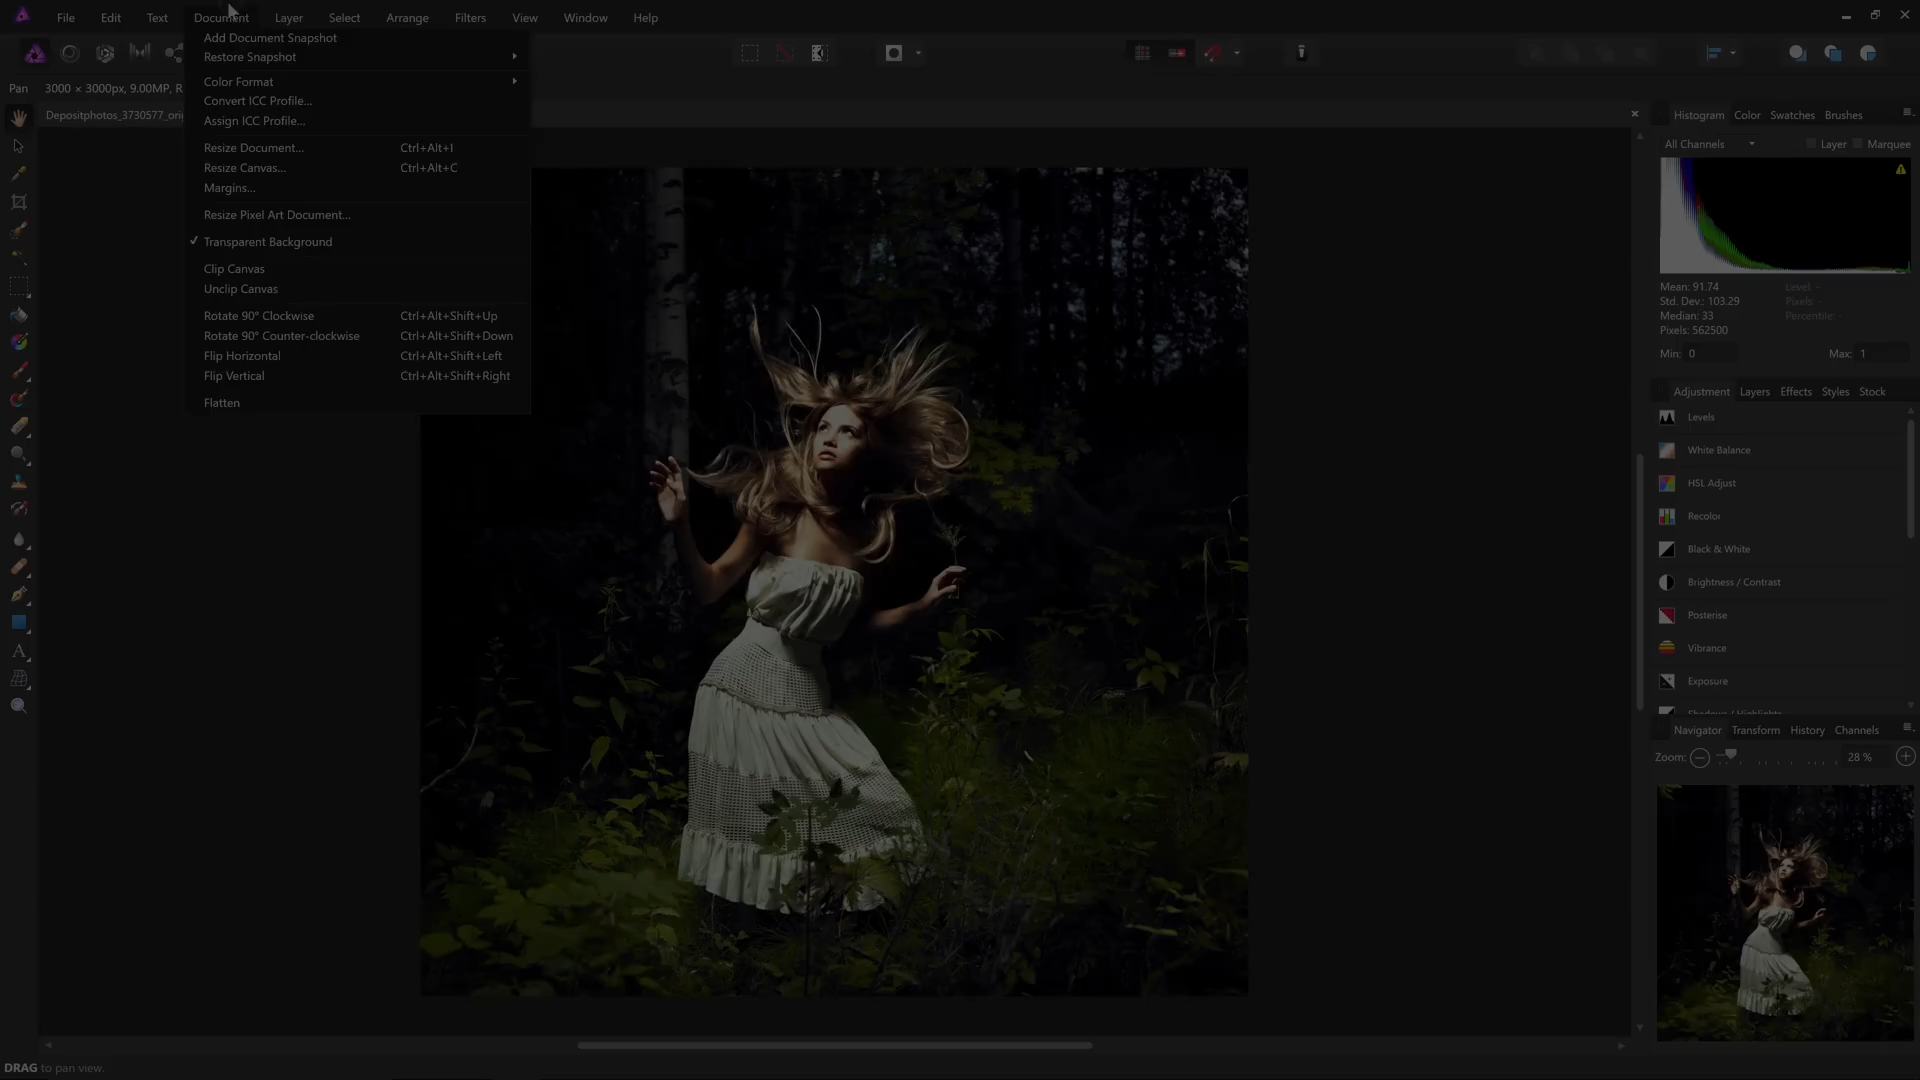 File Edit Text Document Layer Select Arrange Filters View Window Help
Add Document Snapshot
Restore Snapshot
Color Format
Convert ICC Profile...
Assign ICC Profile...
Resize Document... Ctrl+Alt+I
Resize Canvas... Ctrl+Alt+C
Margins...
Resize Pixel Art Document...
Transparent Background
Clip Canvas
Unclip Canvas
Rotate 90° Clockwise Ctrl+Alt+Shift+Up
Rotate 90° Counter-clockwise Ctrl+Alt+Shift+Down
Flip Horizontal Ctrl+Alt+Shift+Left
Flip Vertical Ctrl+Alt+Shift+Right
Flatten
Pan 3000 × 3000px, 9.00MP, R
Depositphotos_3730577_ori
Histogram Color Swatches Brushes
All Channels Layer Marquee
Mean: 91.74 Level: -
Std. Dev.: 103.29 Pixels: -
Median: 33 Percentile: -
Pixels: 562500
Min: 0 Max: 1
Adjustment Layers Effects Styles Stock
Levels
White Balance
HSL Adjust
Recolor
Black & White
Brightness / Contrast
Posterise
Vibrance
Exposure
Shadows / Highlights
Navigator Transform History Channels
Zoom: 28 %
DRAG to pan view.